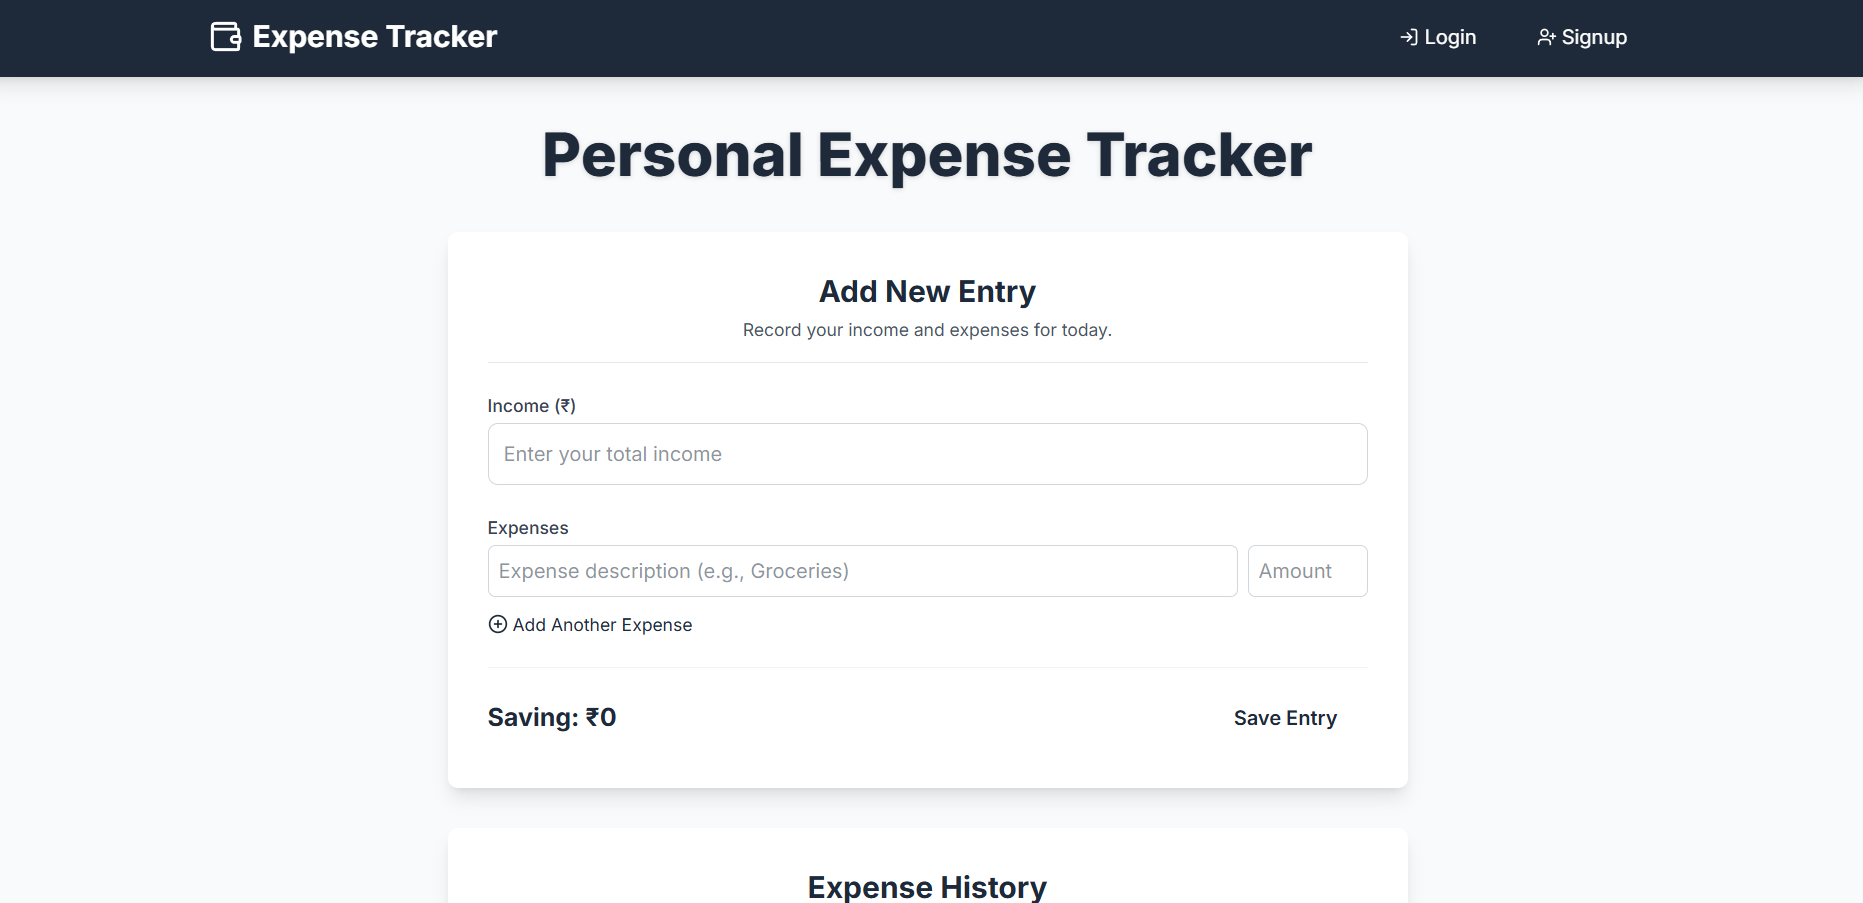 Expense Tracker
Login
Signup
Personal Expense Tracker
Add New Entry
Record your income and expenses for today.
Income (₹)
Enter your total income
Expenses
Expense description (e.g., Groceries)
Amount
Add Another Expense
Saving: ₹0
Save Entry
Expense History